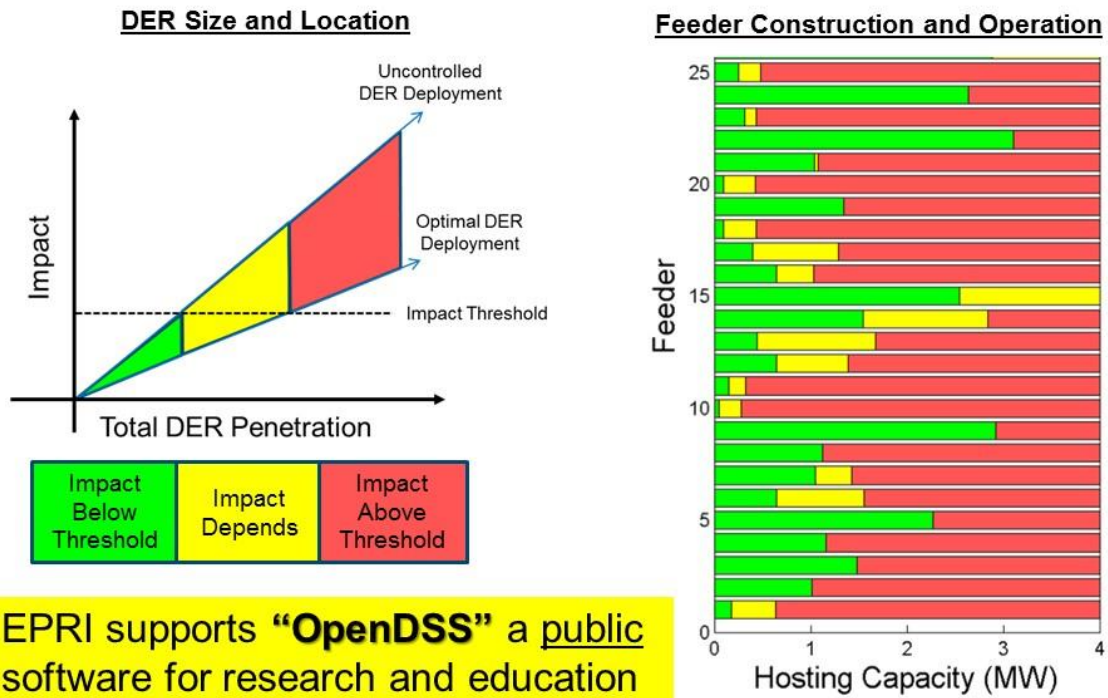 DER Size and Location
Uncontrolled
DER Deployment
Optimal DER
Deployment
Impact Threshold
Impact
Total DER Penetration
Impact
Below
Threshold
Impact
Depends
Impact
Above
Threshold
EPRI supports “OpenDSS” a public
software for research and education
Feeder Construction and Operation
25
20
15
10
5
0
Feeder
0 1 2 3 4
Hosting Capacity (MW)